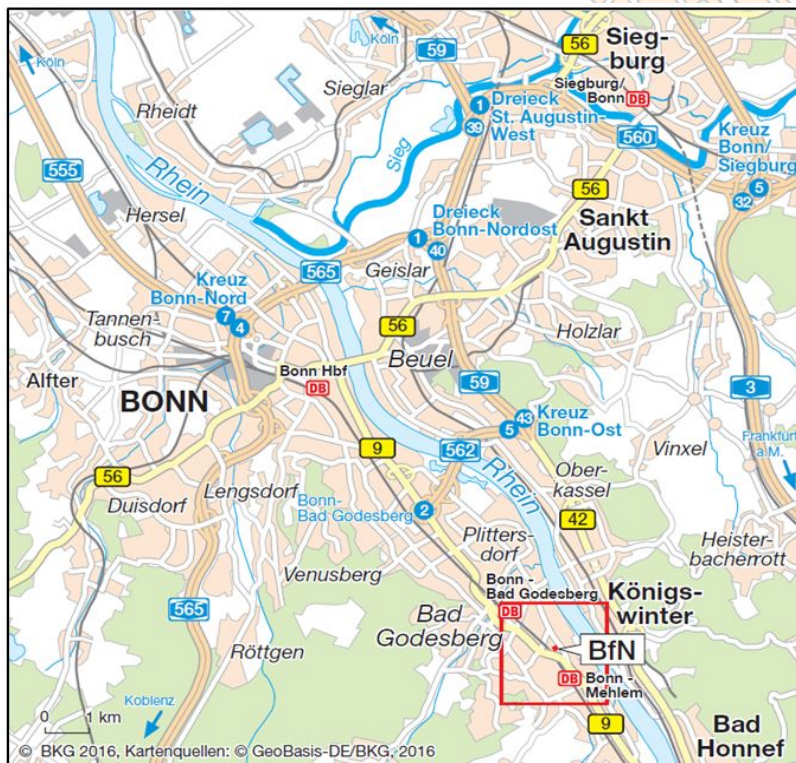 Köln
Köln
59
56
Sieg-
burg
Siegburg/
Bonn
DB
Sieglar
Rheidt
1
Dreieck
St. Augustin-
West
39
560
Kreuz
Bonn/
Siegburg
5
32
555
Rhein
Sieg
56
Hersel
Sankt
Augustin
Dreieck
Bonn-Nordost
1
40
565
Geislar
Kreuz
Bonn-Nord
7
4
Tannen-
busch
56
Holzlar
Beuel
Alfter
Bonn Hbf
DB
BONN
59
3
43
Kreuz
Bonn-Ost
5
9
562
Rhein
Vinxel
Frankfurt
a.M.
56
Ober-
kassel
Duisdorf
Lengsdorf
Bonn-
Bad Godesberg
2
42
Plitters-
dorf
Heister-
bacherrott
Venusberg
Bonn -
Bad Godesberg
DB
Königs-
winter
565
Bad
Godesberg
BfN
Röttgen
DB
Bonn -
Mehlem
Koblenz
0
1 km
9
Bad
Honnef
© BKG 2016, Kartenquellen: © GeoBasis-DE/BKG, 2016